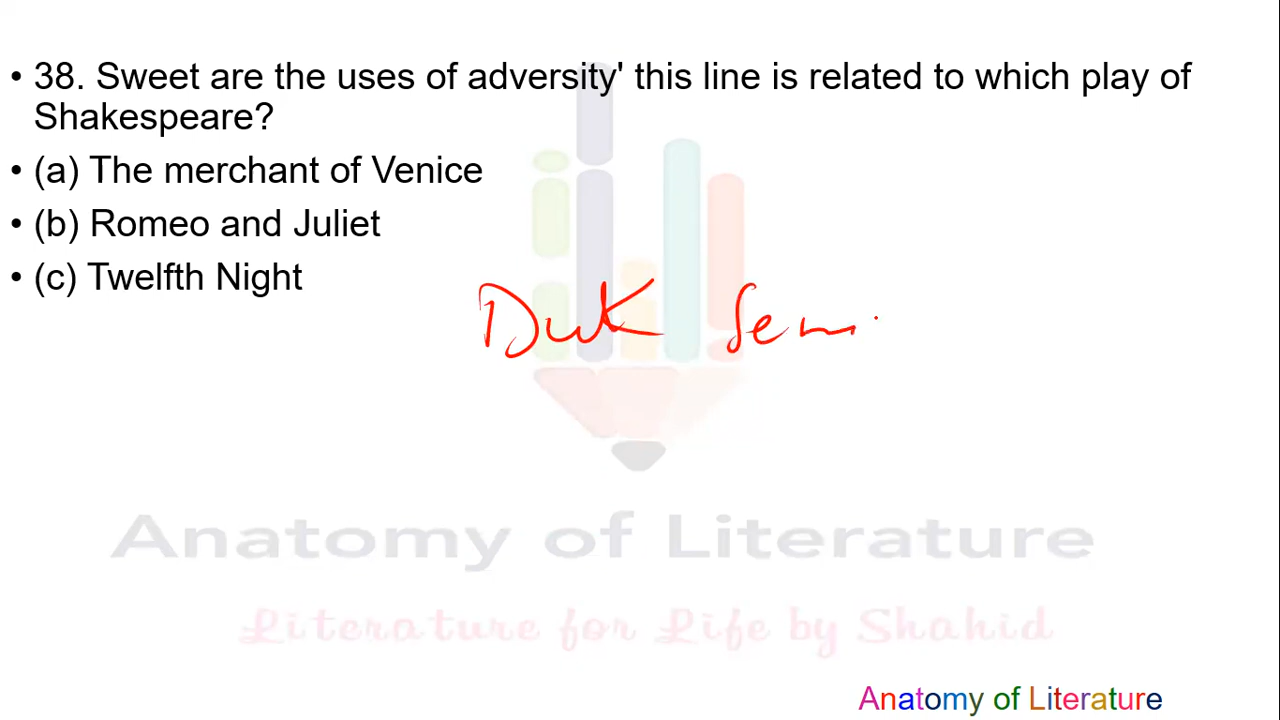 • 38. Sweet are the uses of adversity' this line is related to which play of
Shakespeare?
• (a) The merchant of Venice
• (b) Romeo and Juliet
• (c) Twelfth Night
Duk Sem
Anatomy of Literature
Literature for Life by Shahid
Anatomy of Literature